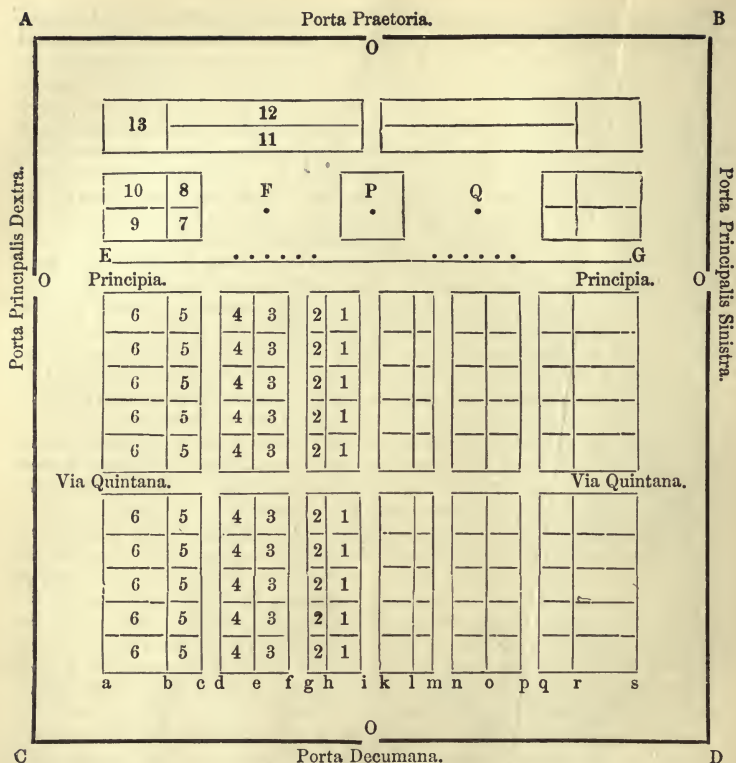 A Porta Praetoria. B
O
13 12
11
Porta Principalis Dextra.
10 8 F P Q
9 7
Porta Principalis Sinistra.
E G
O Principia. Principia. O
6 5 4 3 2 1
6 5 4 3 2 1
6 5 4 3 2 1
6 5 4 3 2 1
6 5 4 3 2 1
Via Quintana. Via Quintana.
6 5 4 3 2 1
6 5 4 3 2 1
6 5 4 3 2 1
6 5 4 3 2 1
6 5 4 3 2 1
a b c d e f g h i k l m n o p q r s
O
C Porta Decumana. D